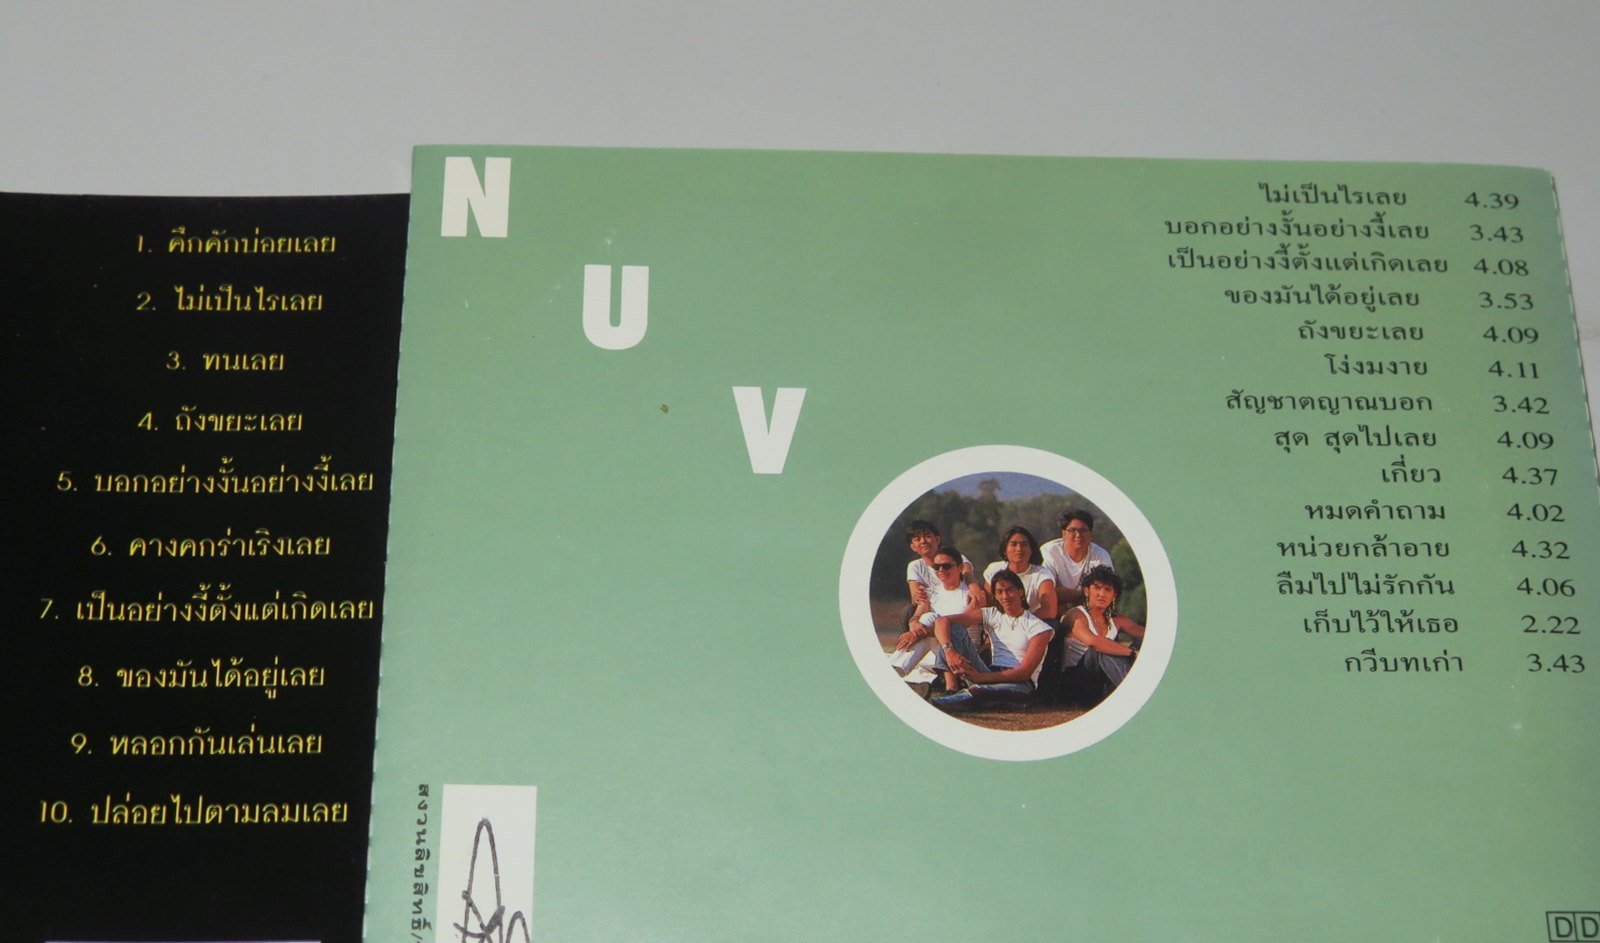 1. คึกคักบ่อยเลย
2. ไม่เป็นไรเลย
3. ทนเลย
4. ถังขยะเลย
5. บอกอย่างงั้นอย่างงี้เลย
6. คางคกร่าเริงเลย
7. เป็นอย่างงี้ตั้งแต่เกิดเลย
8. ของมันได้อยู่เลย
9. หลอกกันเล่นเลย
10. ปล่อยไปตามลมเลย
N
U
V
O
ไม่เป็นไรเลย 4.39
บอกอย่างงั้นอย่างงี้เลย 3.43
เป็นอย่างงี้ตั้งแต่เกิดเลย 4.08
ของมันได้อยู่เลย 3.53
ถังขยะเลย 4.09
โง่งมงาย 4.11
สัญชาตญาณบอก 3.42
สุด สุดไปเลย 4.09
เกี่ยว 4.37
หมดคำถาม 4.02
หน่วยกล้าอาย 4.32
ลืมไปไม่รักกัน 4.06
เก็บไว้ให้เธอ 2.22
กวีบทเก่า 3.43
สงวนลิขสิทธิ์/
DD